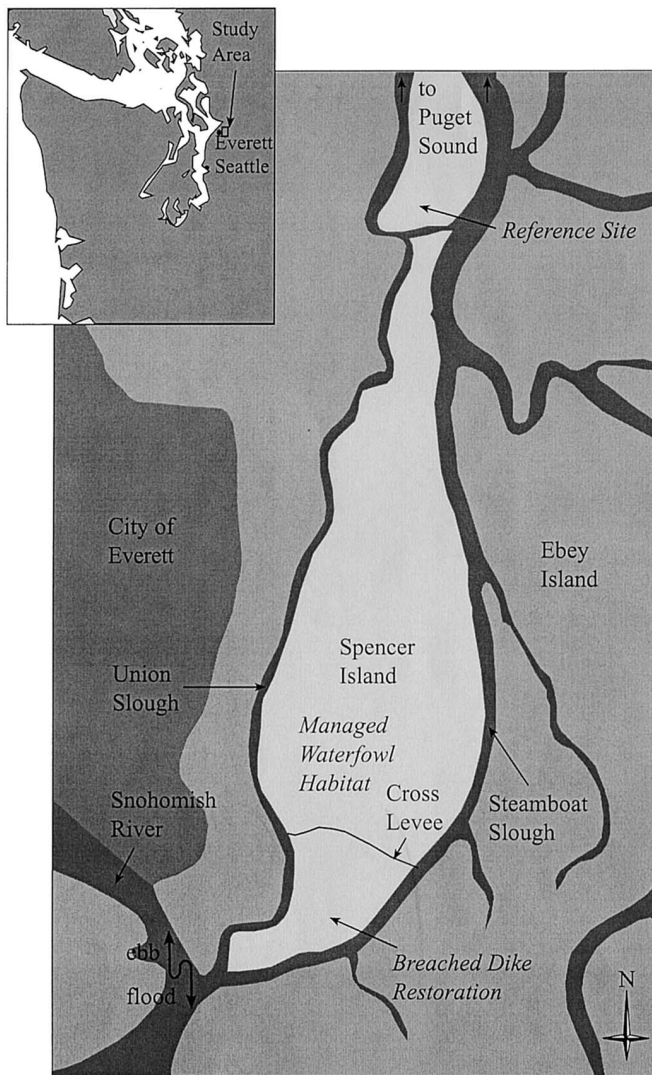 Study
Area
Everett
Seattle
to
Puget
Sound
Reference Site
City of
Everett
Ebey
Island
Union
Slough
Spencer
Island
Managed
Waterfowl
Habitat
Cross
Levee
Snohomish
River
Steamboat
Slough
ebb
flood
Breached Dike
Restoration
N